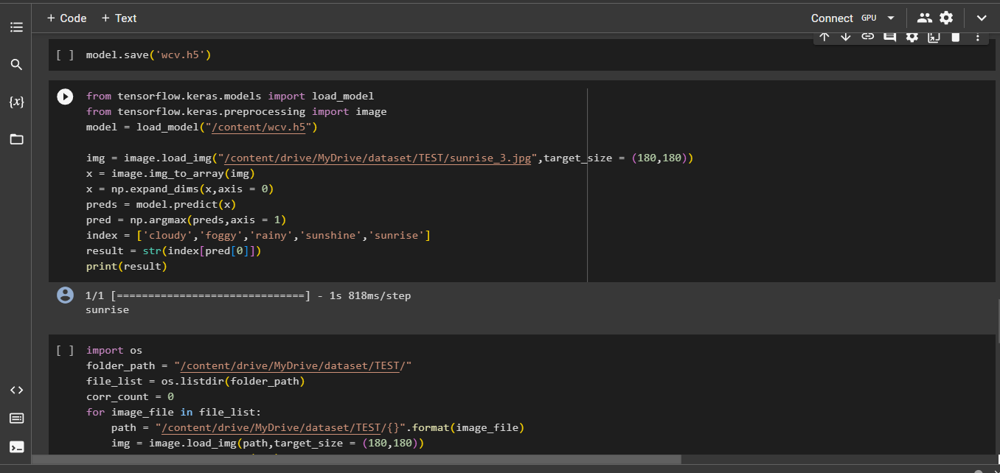 + Code + Text
Connect GPU
[ ] model.save('wcv.h5')
{x}
from tensorflow.keras.models import load_model
from tensorflow.keras.preprocessing import image
model = load_model("/content/wcv.h5")
img = image.load_img("/content/drive/MyDrive/dataset/TEST/sunrise_3.jpg",target_size = (180,180))
x = image.img_to_array(img)
x = np.expand_dims(x,axis = 0)
preds = model.predict(x)
pred = np.argmax(preds,axis = 1)
index = ['cloudy','foggy','rainy','sunshine','sunrise']
result = str(index[pred[0]])
print(result)
1/1 [==============================] - 1s 818ms/step
sunrise
[ ] import os
folder_path = "/content/drive/MyDrive/dataset/TEST/"
file_list = os.listdir(folder_path)
corr_count = 0
for image_file in file_list:
    path = "/content/drive/MyDrive/dataset/TEST/{}".format(image_file)
    img = image.load_img(path,target_size = (180,180))